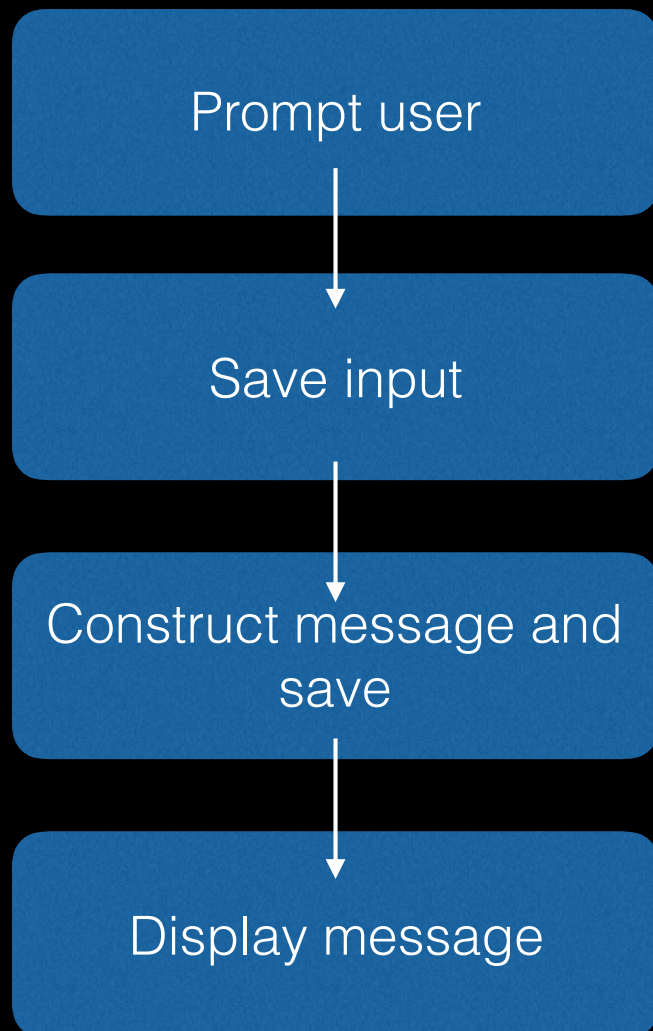 Prompt user
Save input
Construct message and
save
Display message